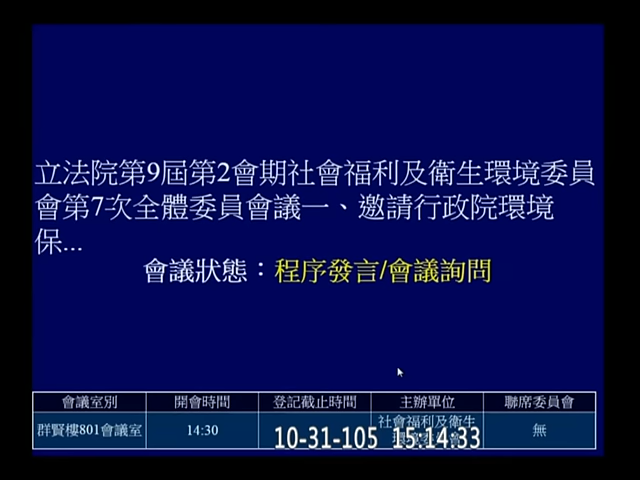 立法院第9屆第2會期社會福利及衛生環境委員
會第7次全體委員會議一、邀請行政院環境
保...
會議狀態：程序發言/會議詢問
會議室別 開會時間 登記截止時間 主辦單位 聯席委員會
群賢樓801會議室 14:30 社會福利及衛生 無
10-31-105 15:14:33